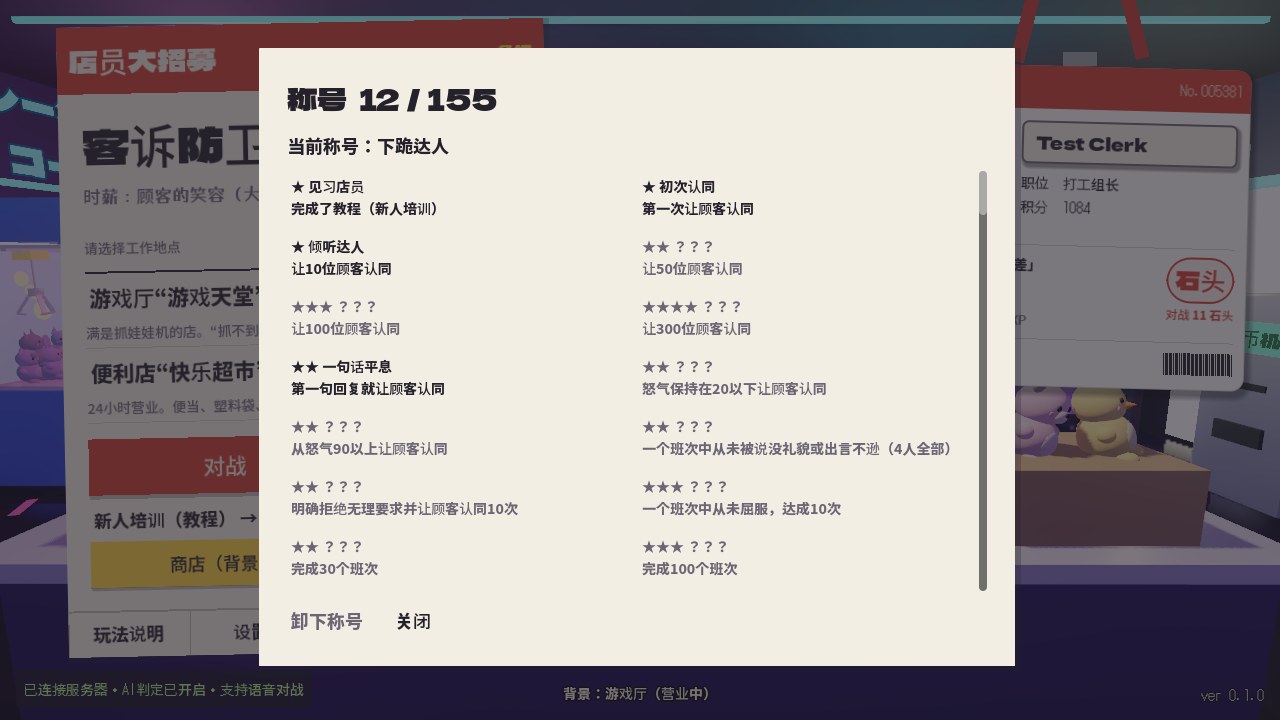 店员大招募
客诉防卫
时薪：顾客的笑容（大
请选择工作地点
游戏厅“游戏天堂”
满是抓娃娃机的店。“抓不到
便利店“快乐超市”
24小时营业。便当、塑料袋、
对战
新人培训（教程） →
商店（背景
玩法说明
称号 12 / 155
当前称号：下跪达人
★ 见习店员
完成了教程（新人培训）
★ 初次认同
第一次让顾客认同
★ 倾听达人
让10位顾客认同
★★ ？？？
让50位顾客认同
★★★ ？？？
让100位顾客认同
★★★★ ？？？
让300位顾客认同
★★ 一句话平息
第一句回复就让顾客认同
★★ ？？？
怒气保持在20以下让顾客认同
★★ ？？？
从怒气90以上让顾客认同
★★ ？？？
一个班次中从未被说没礼貌或出言不逊（4人全部）
★★ ？？？
明确拒绝无理要求并让顾客认同10次
★★★ ？？？
一个班次中从未屈服，达成10次
★★ ？？？
完成30个班次
★★★ ？？？
完成100个班次
卸下称号
关闭
No. 005381
Test Clerk
职位 打工组长
积分 1084
差」
石头
对战 11 石头
已连接服务器・AI判定已开启・支持语音对战
背景：游戏厅（营业中）
ver 0.1.0